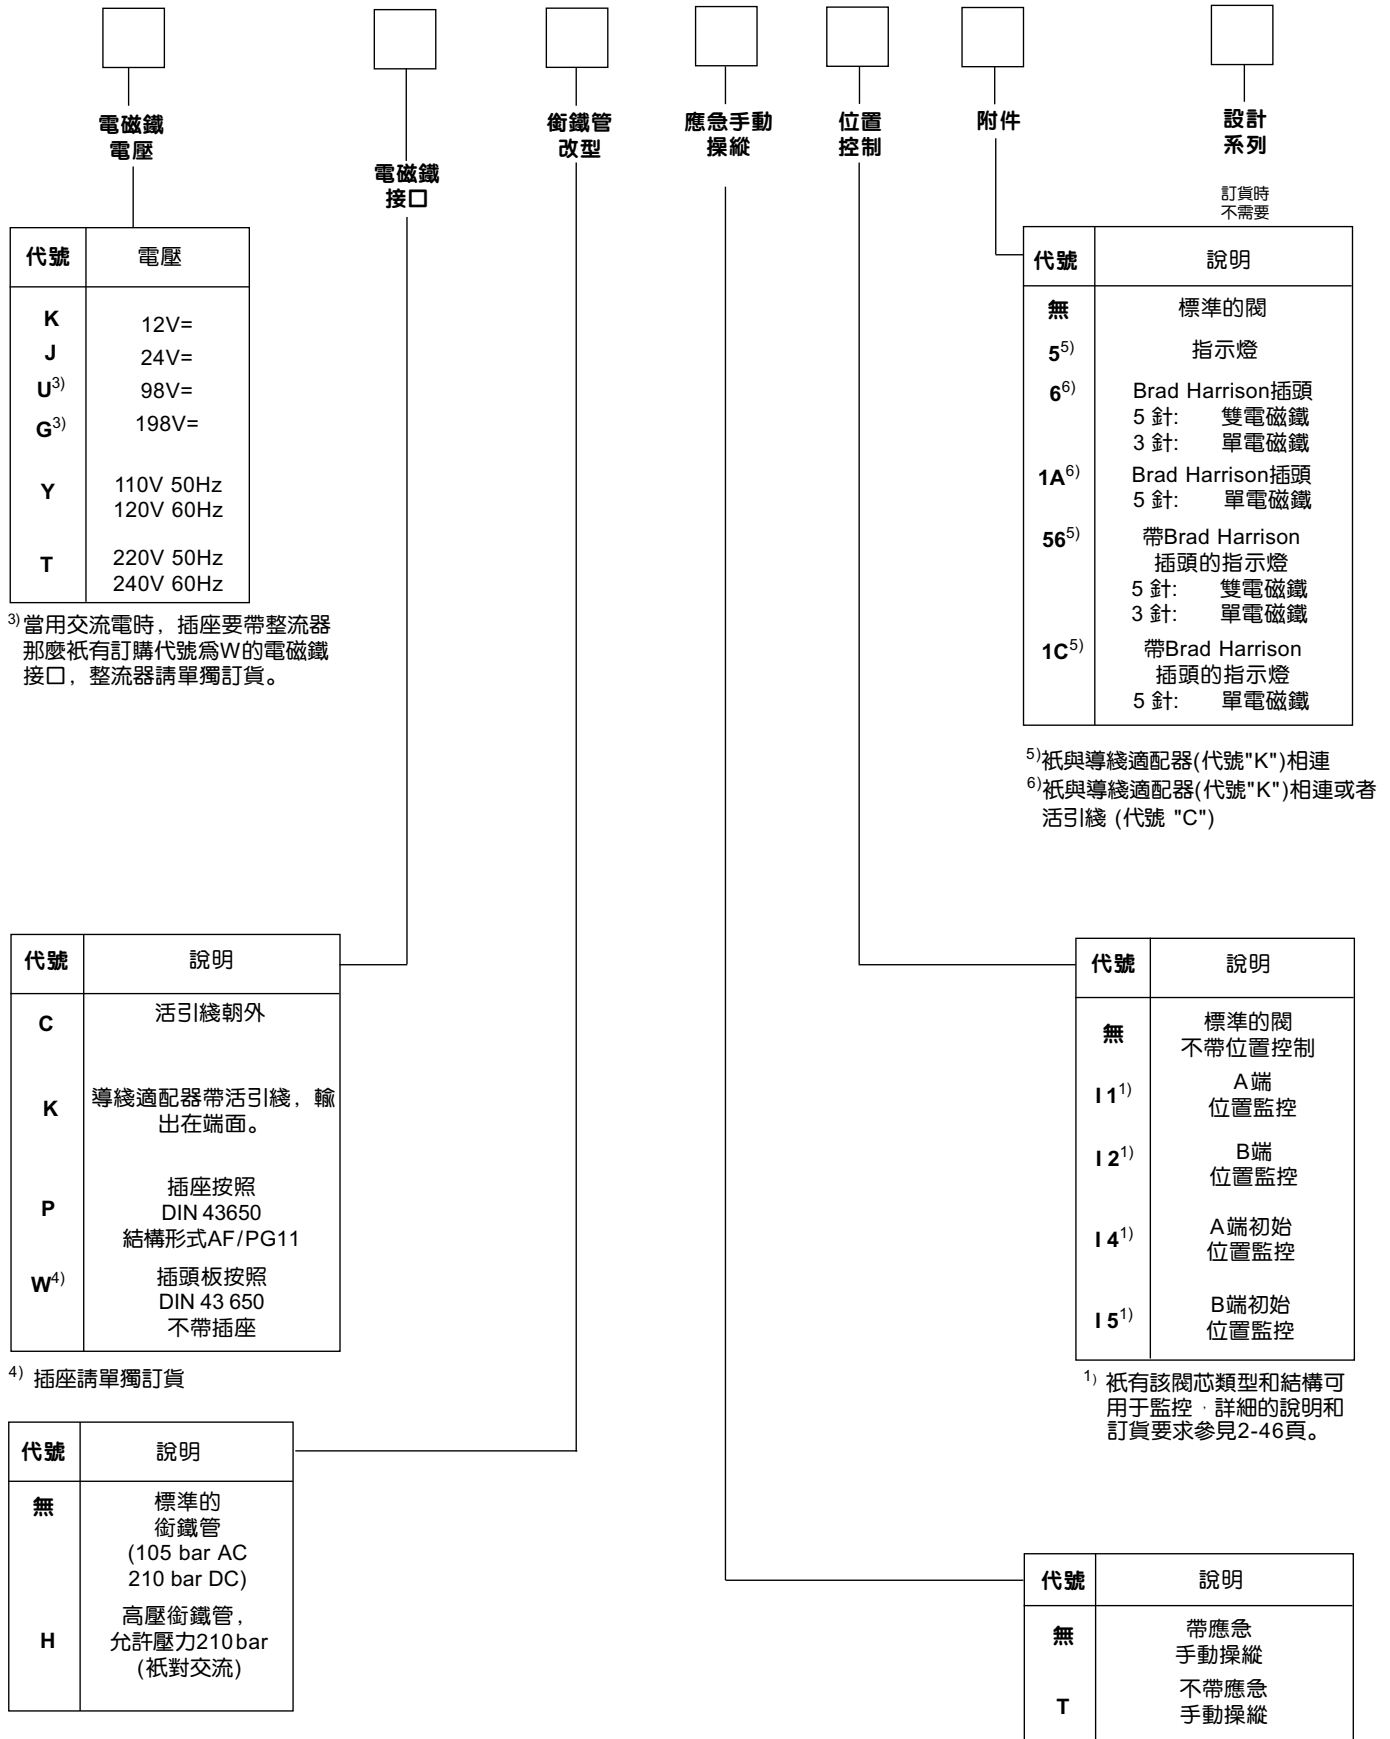 電磁鐵
電壓
電磁鐵
接口
銜鐵管
改型
應急手動
操縱
位置
控制
附件
設計
系列
訂貨時
不需要
代號 電壓
K 12V=
J 24V=
U3) 98V=
G3) 198V=
Y 110V 50Hz
120V 60Hz
T 220V 50Hz
240V 60Hz
3)當用交流電時，插座要帶整流器
那麼衹有訂購代號爲W的電磁鐵
接口，整流器請單獨訂貨。
代號 說明
無 標準的閥
55) 指示燈
66) Brad Harrison插頭
5 針: 雙電磁鐵
3 針: 單電磁鐵
1A6) Brad Harrison插頭
5 針: 單電磁鐵
565) 帶Brad Harrison
插頭的指示燈
5 針: 雙電磁鐵
3 針: 單電磁鐵
1C5) 帶Brad Harrison
插頭的指示燈
5 針: 單電磁鐵
5)衹與導綫適配器(代號"K")相連
6)衹與導綫適配器(代號"K")相連或者
活引綫 (代號 "C")
代號 說明
C 活引綫朝外
K 導綫適配器帶活引綫，輸
出在端面。
P 插座按照
DIN 43650
結構形式AF/PG11
W4) 插頭板按照
DIN 43 650
不帶插座
4) 插座請單獨訂貨
代號 說明
無 標準的閥
不帶位置控制
I 11) A端
位置監控
I 21) B端
位置監控
I 41) A端初始
位置監控
I 51) B端初始
位置監控
1) 衹有該閥芯類型和結構可
用于監控，詳細的說明和
訂貨要求參見2-46頁。
代號 說明
無 標準的
銜鐵管
(105 bar AC
210 bar DC)
H 高壓銜鐵管，
允許壓力210bar
(衹對交流)
代號 說明
無 帶應急
手動操縱
T 不帶應急
手動操縱